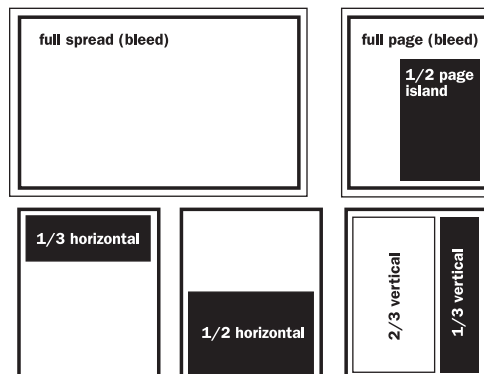 full spread (bleed)
full page (bleed)
1/2 page
island
1/3 horizontal
1/2 horizontal
2/3 vertical
1/3 vertical